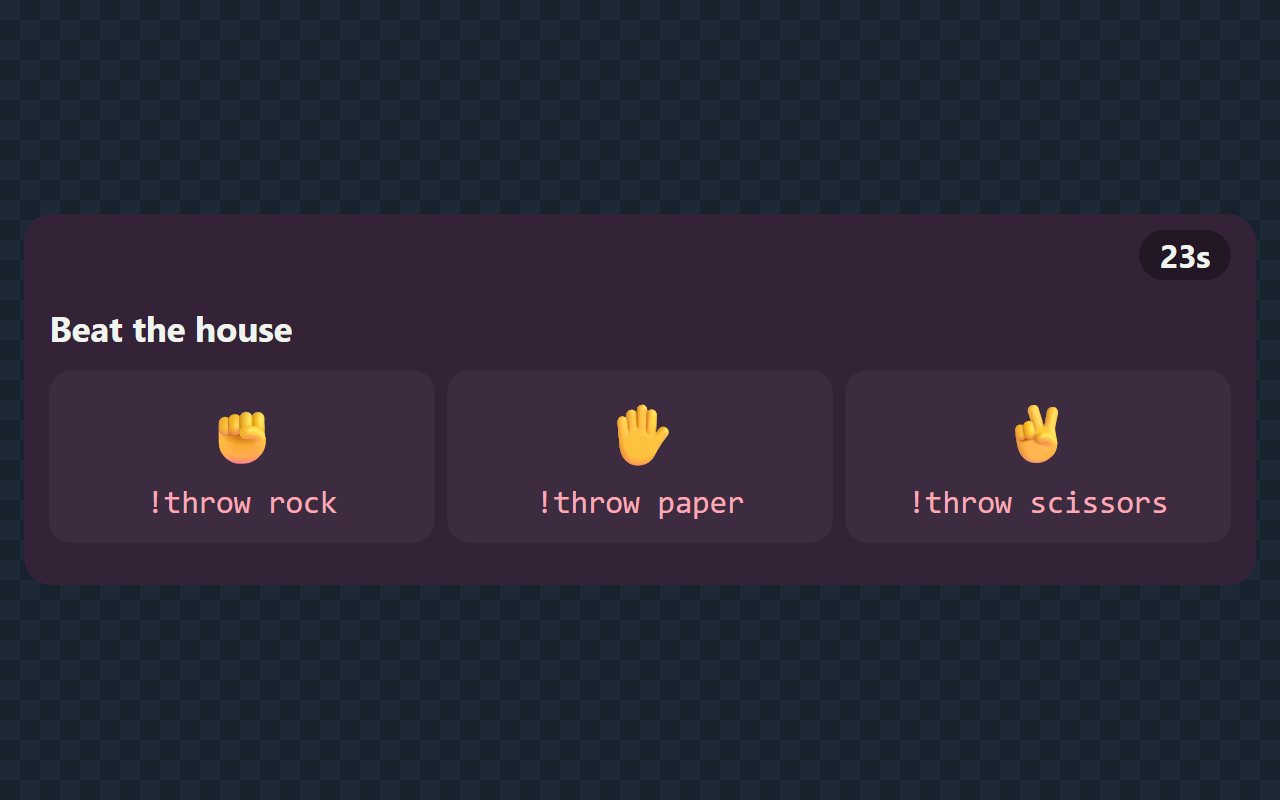 23s
Beat the house
!throw rock
!throw paper
!throw scissors